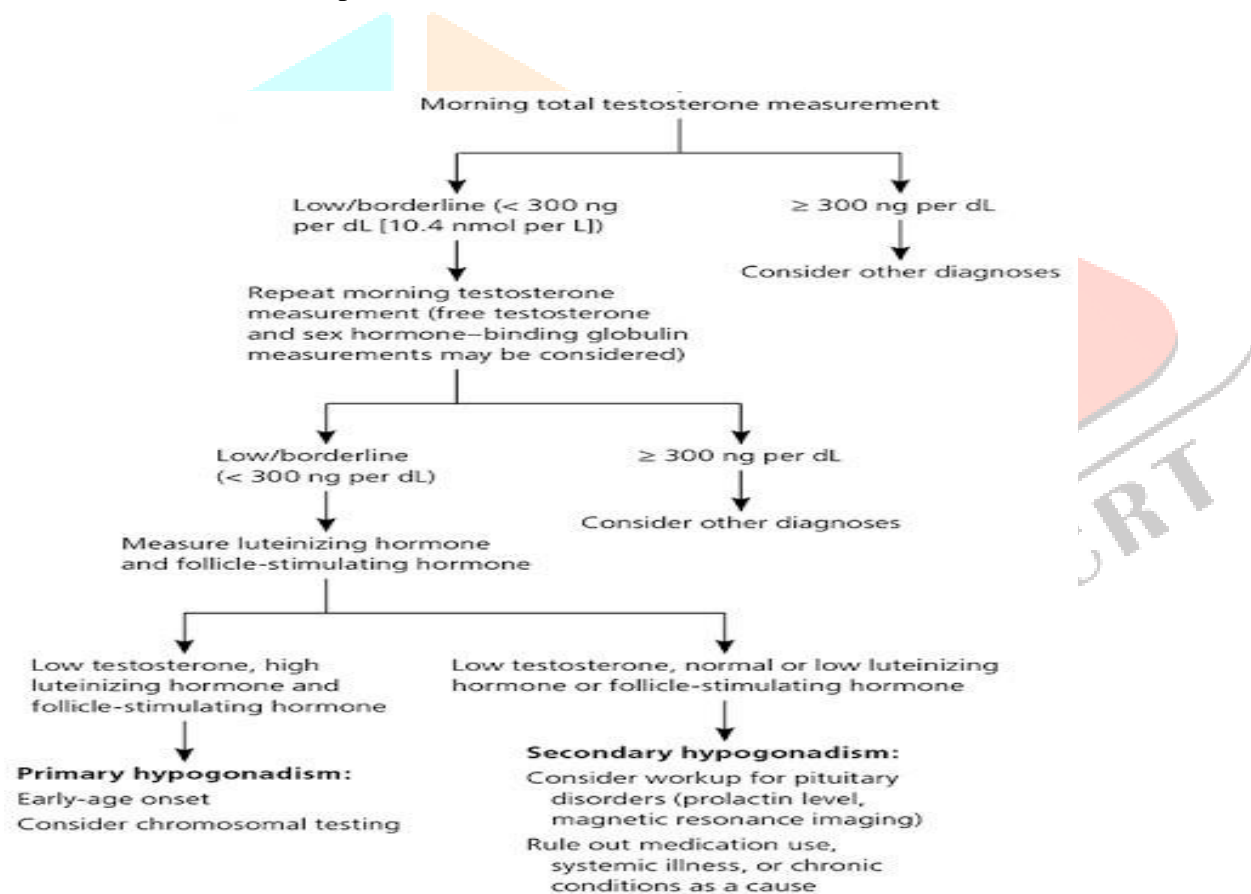 Morning total testosterone measurement
Low/borderline (< 300 ng
per dL [10.4 nmol per L])
≥ 300 ng per dL
Consider other diagnoses
Repeat morning testosterone
measurement (free testosterone
and sex hormone–binding globulin
measurements may be considered)
Low/borderline
(< 300 ng per dL)
≥ 300 ng per dL
Consider other diagnoses
Measure luteinizing hormone
and follicle-stimulating hormone
Low testosterone, high
luteinizing hormone and
follicle-stimulating hormone
Low testosterone, normal or low luteinizing
hormone or follicle-stimulating hormone
Primary hypogonadism:
Early-age onset
Consider chromosomal testing
Secondary hypogonadism:
Consider workup for pituitary
disorders (prolactin level,
magnetic resonance imaging)
Rule out medication use,
systemic illness, or chronic
conditions as a cause